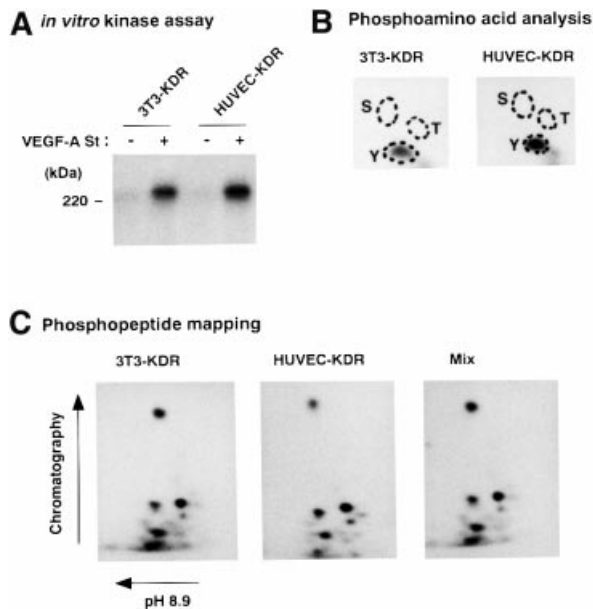 A in vitro kinase assay
3T3-KDR
HUVEC-KDR
VEGF-A St : - + - +
(kDa)
220 –
B Phosphoamino acid analysis
3T3-KDR
HUVEC-KDR
S
T
Y
S
T
Y
C Phosphopeptide mapping
3T3-KDR
HUVEC-KDR
Mix
Chromatography
pH 8.9